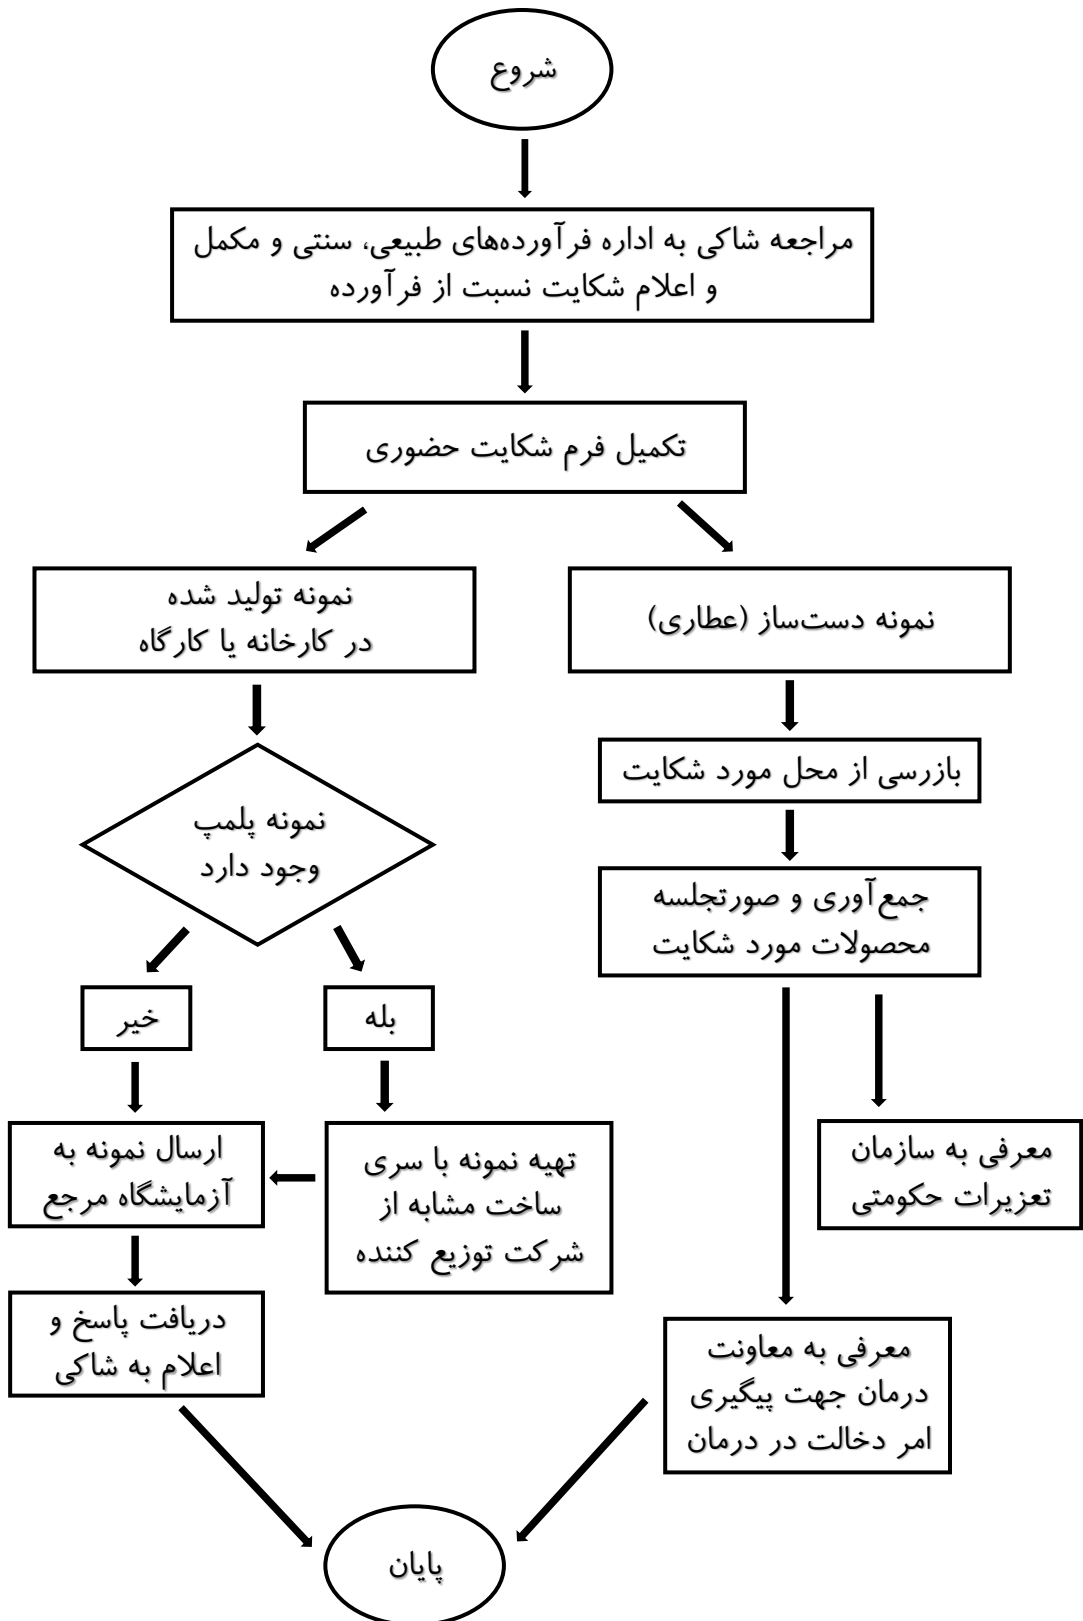 شروع
مراجعه شاکی به اداره فرآورده‌های طبیعی، سنتی و مکمل
و اعلام شکایت نسبت از فرآورده
تکمیل فرم شکایت حضوری
نمونه دست‌ساز (عطاری)
بازرسی از محل مورد شکایت
جمع‌آوری و صورتجلسه
محصولات مورد شکایت
معرفی به سازمان
تعزیرات حکومتی
معرفی به معاونت
درمان جهت پیگیری
امر دخالت در درمان
نمونه تولید شده
در کارخانه یا کارگاه
نمونه پلمپ
وجود دارد
بله
خیر
تهیه نمونه با سری
ساخت مشابه از
شرکت توزیع کننده
ارسال نمونه به
آزمایشگاه مرجع
دریافت پاسخ و
اعلام به شاکی
پایان